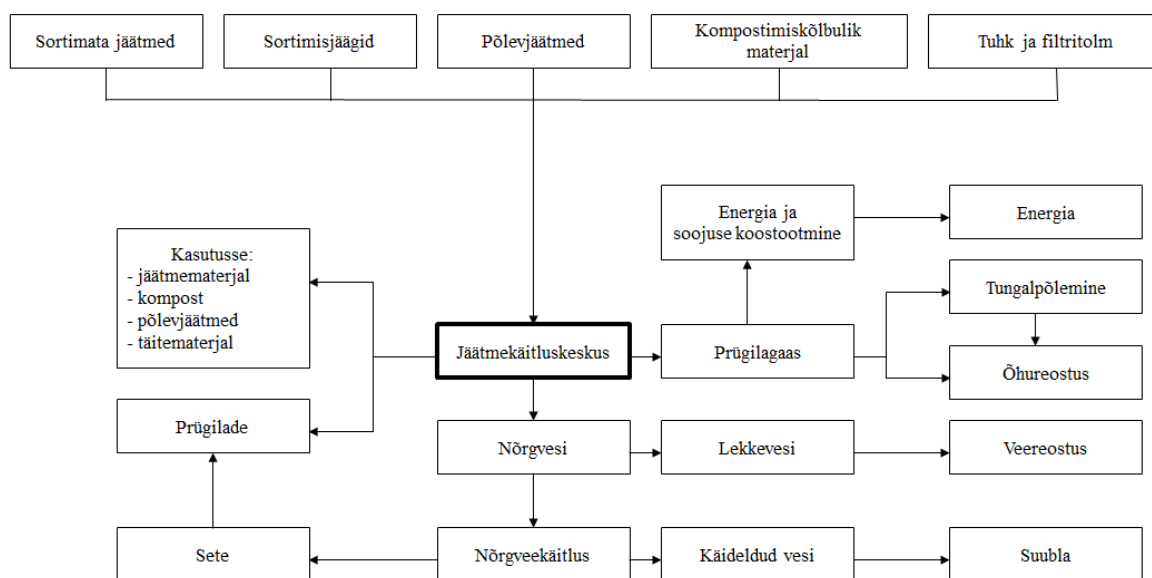 Sortimata jäätmed
Sortimisjäägid
Põlevjäätmed
Kompostimiskõlbulik
materjal
Tuhk ja filtritolm
Energia ja
soojuse koostootmine
Energia
Kasutusse:
- jäätmematerjal
- kompost
- põlevjäätmed
- täitematerjal
Tungalpõlemine
Jäätmekäitluskeskus
Prügilagaas
Õhureostus
Prügilade
Nõrgvesi
Lekkevesi
Veereostus
Sete
Nõrgveekäitlus
Käideldud vesi
Suubla